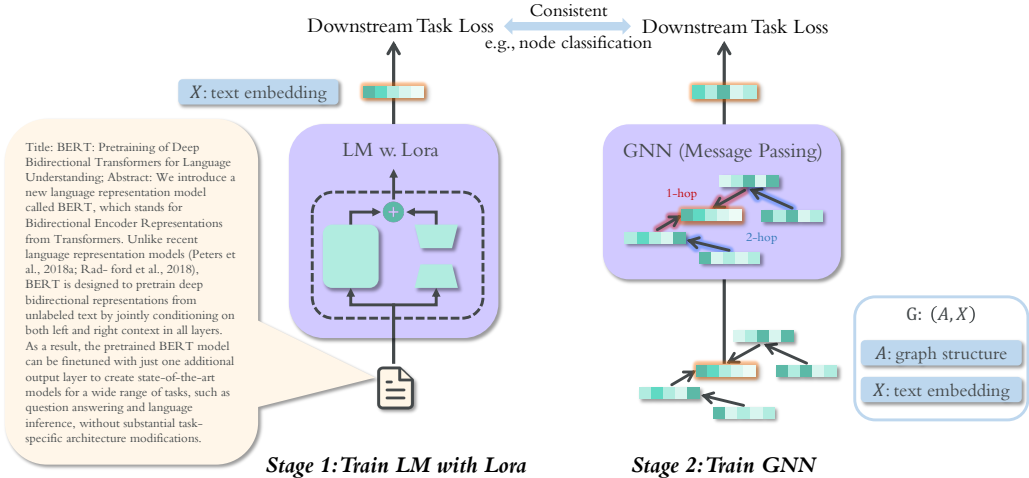 Downstream Task Loss
Consistent
e.g., node classification
Downstream Task Loss
X: text embedding
Title: BERT: Pretraining of Deep
Bidirectional Transformers for Language
Understanding; Abstract: We introduce a
new language representation model
called BERT, which stands for
Bidirectional Encoder Representations
from Transformers. Unlike recent
language representation models (Peters
et al., 2018a; Rad- ford et al., 2018),
BERT is designed to pretrain deep
bidirectional representations from
unlabeled text by jointly conditioning on
both left and right context in all layers.
As a result, the pretrained BERT model
can be finetuned with just one additional
output layer to create state-of-the-art
models for a wide range of tasks, such as
question answering and language
inference, without substantial task-
specific architecture modifications.
LM w. Lora
+
Stage 1: Train LM with Lora
GNN (Message Passing)
1-hop
2-hop
Stage 2: Train GNN
G: (A, X)
A: graph structure
X: text embedding